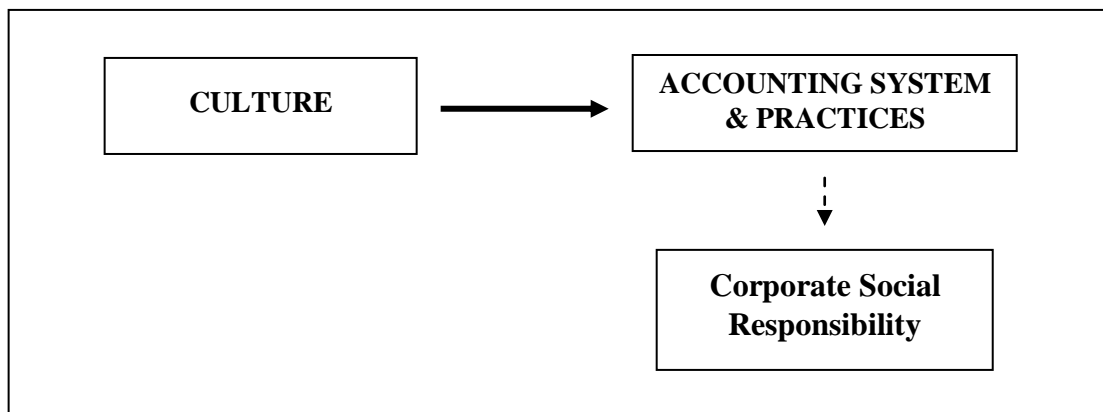 CULTURE
ACCOUNTING SYSTEM
& PRACTICES
Corporate Social
Responsibility